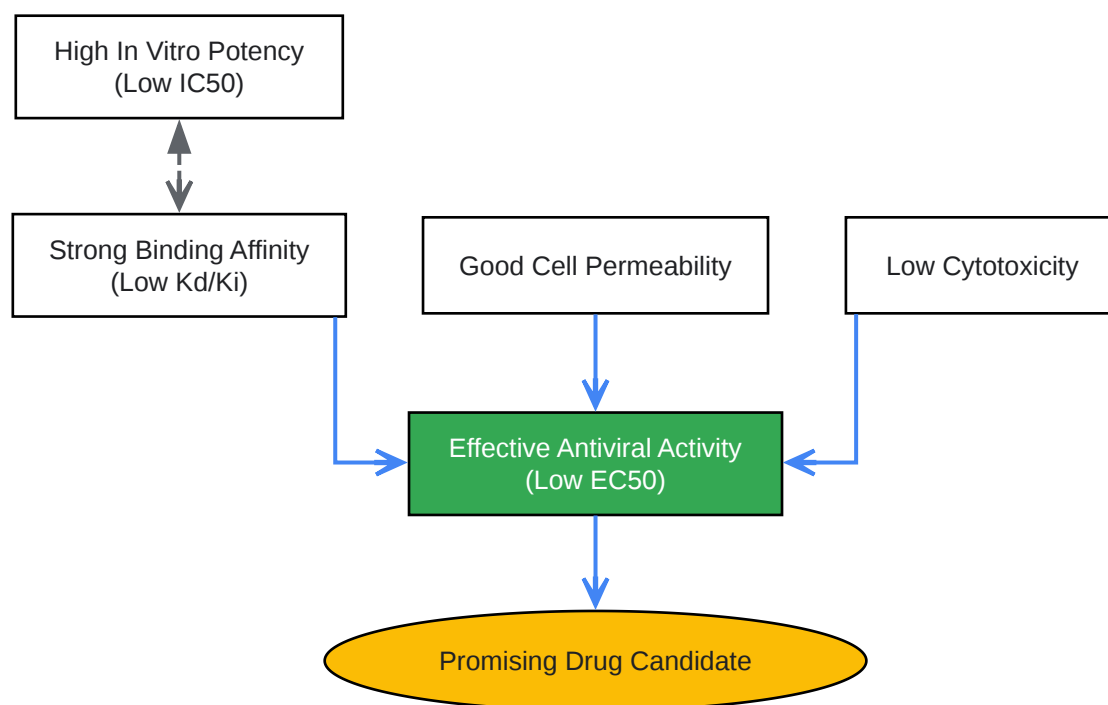 High In Vitro Potency
(Low IC50)
Strong Binding Affinity
(Low Kd/Ki)
Good Cell Permeability
Low Cytotoxicity
Effective Antiviral Activity
(Low EC50)
Promising Drug Candidate